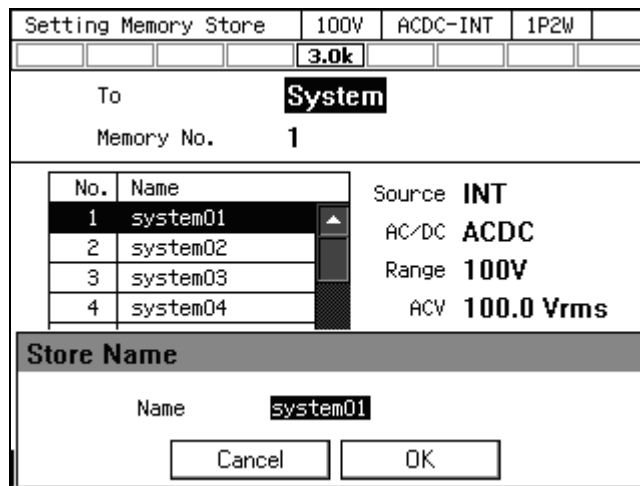 Setting Memory Store 100V ACDC-INT 1P2W
3.0k
To System
Memory No. 1
No. Name
1 system01
2 system02
3 system03
4 system04
Source INT
AC/DC ACDC
Range 100V
ACV 100.0 Vrms
Store Name
Name system01
Cancel OK